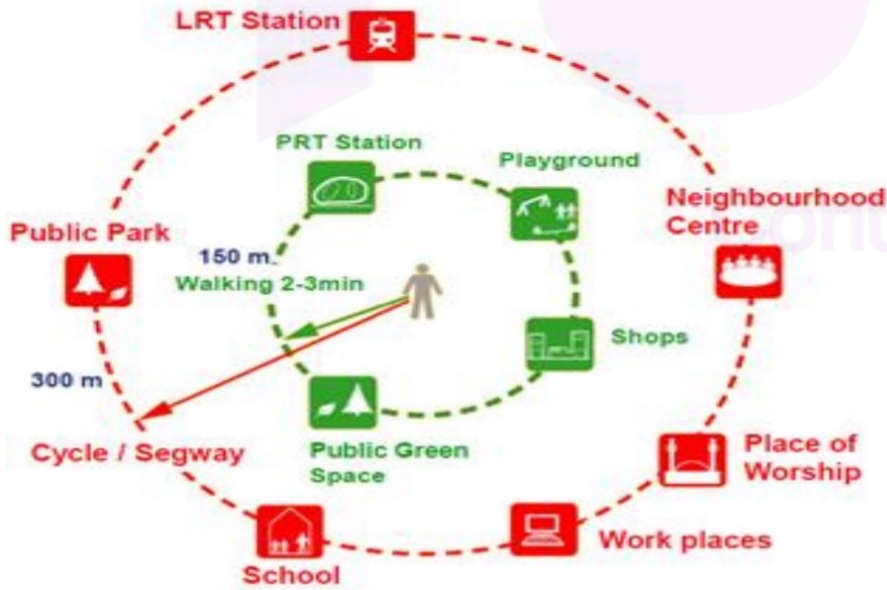 LRT Station
PRT Station
Playground
Neighbourhood
Centre
Public Park
150 m.
Walking 2-3min
Shops
300 m
Cycle / Segway
Public Green
Space
Place of
Worship
Work places
School